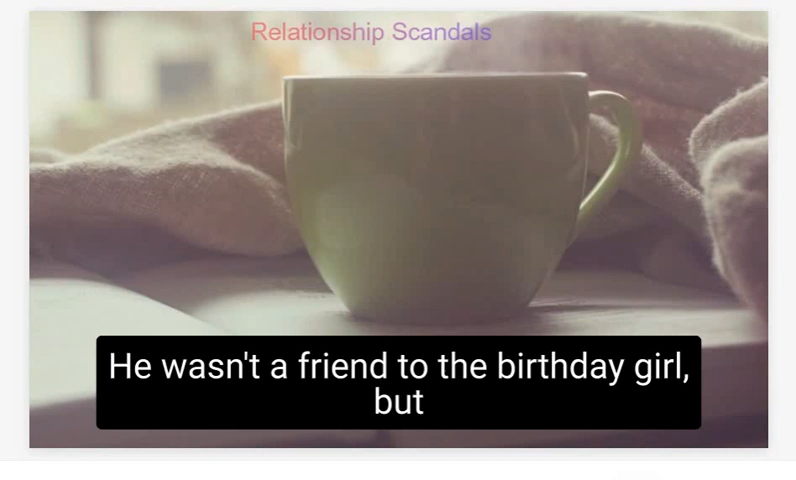 Relationship Scandals
He wasn't a friend to the birthday girl,
but